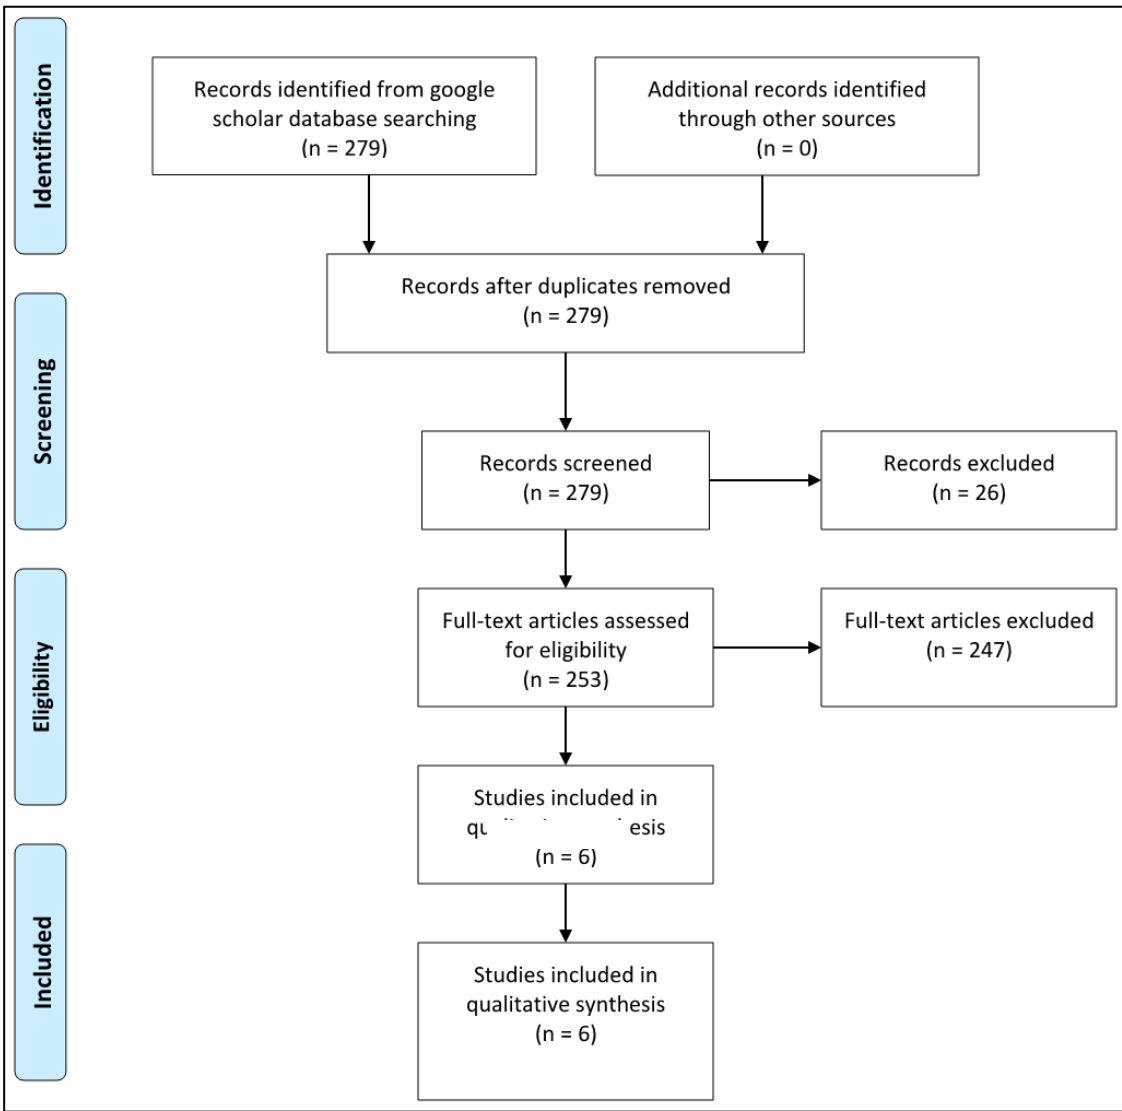 Identification
Records identified from google
scholar database searching
(n = 279)
Additional records identified
through other sources
(n = 0)
Records after duplicates removed
(n = 279)
Screening
Records screened
(n = 279)
Records excluded
(n = 26)
Eligibility
Full-text articles assessed
for eligibility
(n = 253)
Full-text articles excluded
(n = 247)
Studies included in
(n = 6)
Included
Studies included in
qualitative synthesis
(n = 6)